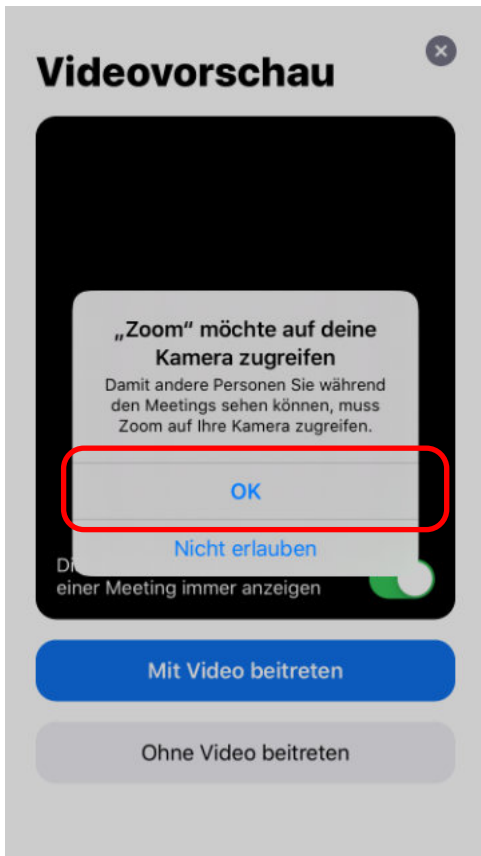 Videovorschau
„Zoom“ möchte auf deine
Kamera zugreifen
Damit andere Personen Sie während
den Meetings sehen können, muss
Zoom auf Ihre Kamera zugreifen.
OK
Nicht erlauben
einer Meeting immer anzeigen
Mit Video beitreten
Ohne Video beitreten